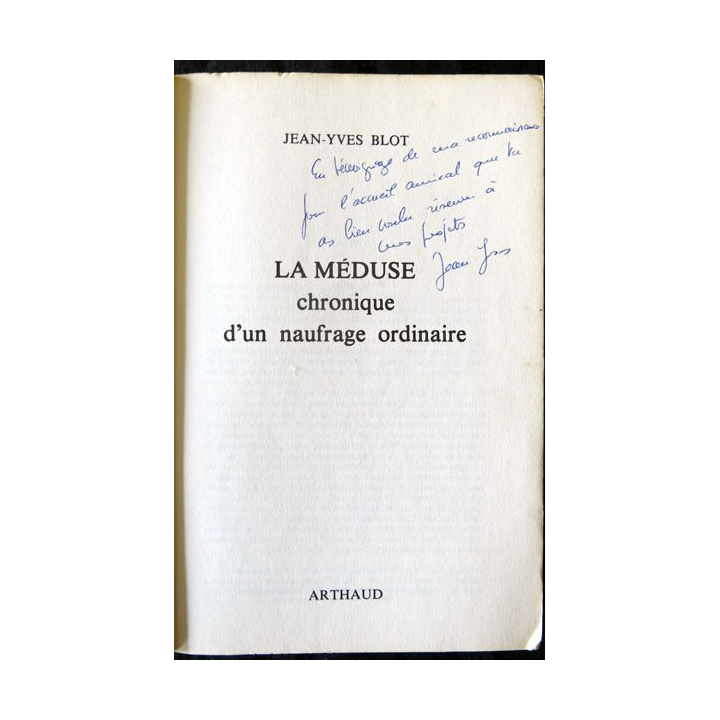 JEAN-YVES BLOT
En témoignage de ma reconnaissance
pour l'accueil amical que tu
as bien voulu réserver à
mes projets
Jean Yves
LA MÉDUSE
chronique
d'un naufrage ordinaire
ARTHAUD